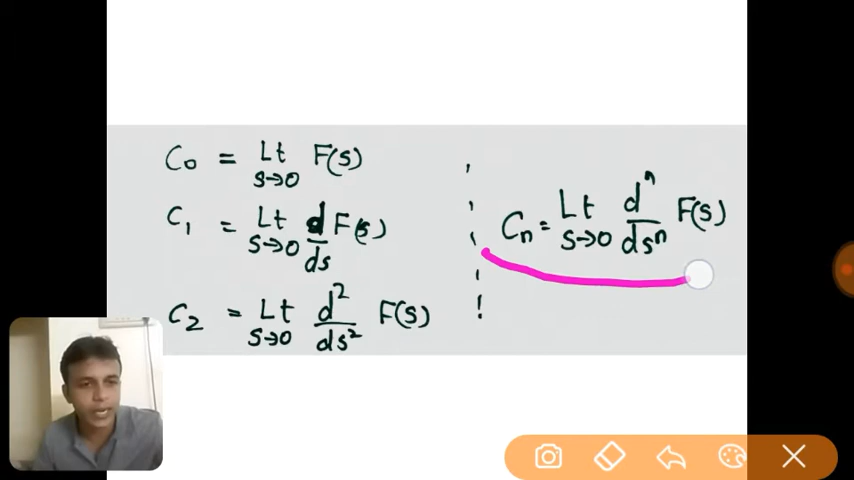 C₀ = Lt F(s)
s→0
C₁ = Lt d F(s)
s→0 ds
C₂ = Lt d² F(s)
s→0 ds²
Cₙ = Lt dⁿ F(s)
s→0 dsⁿ